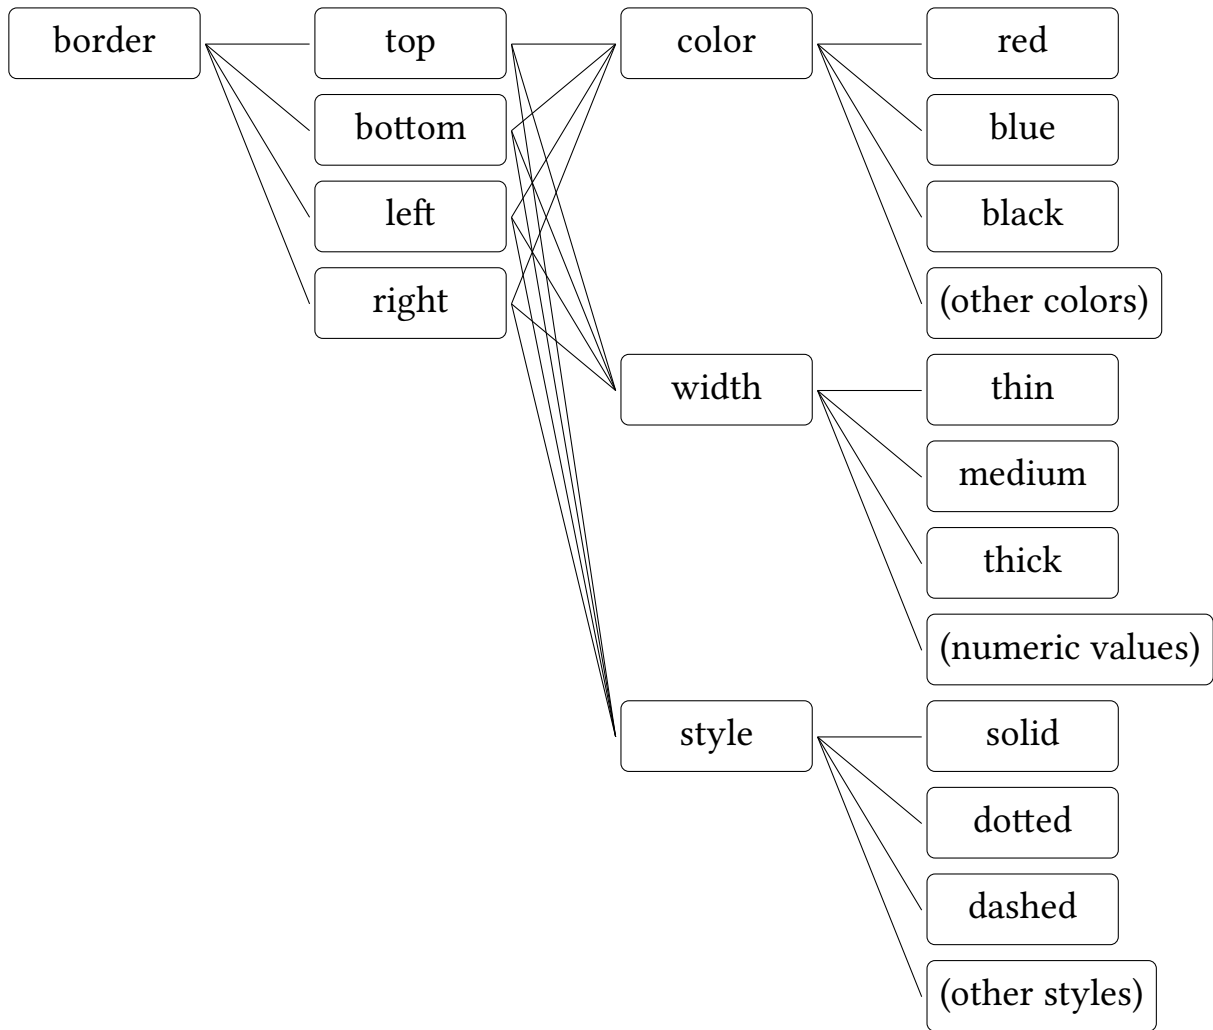 border
top
color
red
bottom
blue
left
black
right
(other colors)
width
thin
medium
thick
(numeric values)
style
solid
dotted
dashed
(other styles)